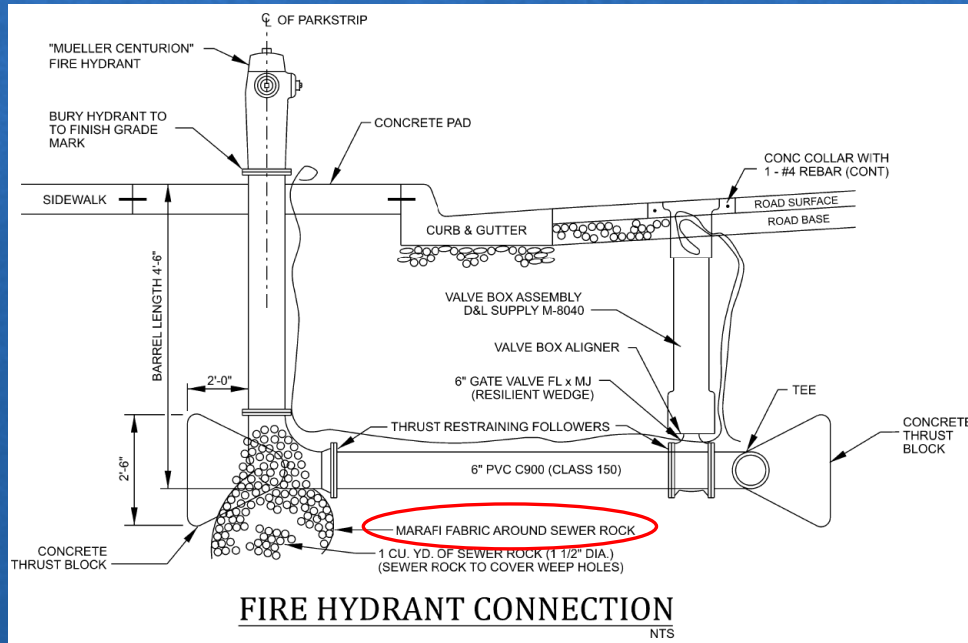 ℄ OF PARKSTRIP
"MUELLER CENTURION"
FIRE HYDRANT
BURY HYDRANT TO
TO FINISH GRADE
MARK
CONCRETE PAD
CONC COLLAR WITH
1 - #4 REBAR (CONT)
SIDEWALK
ROAD SURFACE
ROAD BASE
CURB & GUTTER
BARREL LENGTH 4'-6"
VALVE BOX ASSEMBLY
D&L SUPPLY M-8040
VALVE BOX ALIGNER
2'-0"
6" GATE VALVE FL x MJ
(RESILIENT WEDGE)
TEE
THRUST RESTRAINING FOLLOWERS
CONCRETE
THRUST
BLOCK
2'-6"
6" PVC C900 (CLASS 150)
MARAFI FABRIC AROUND SEWER ROCK
CONCRETE
THRUST BLOCK
1 CU. YD. OF SEWER ROCK (1 1/2" DIA.)
(SEWER ROCK TO COVER WEEP HOLES)
FIRE HYDRANT CONNECTION
NTS